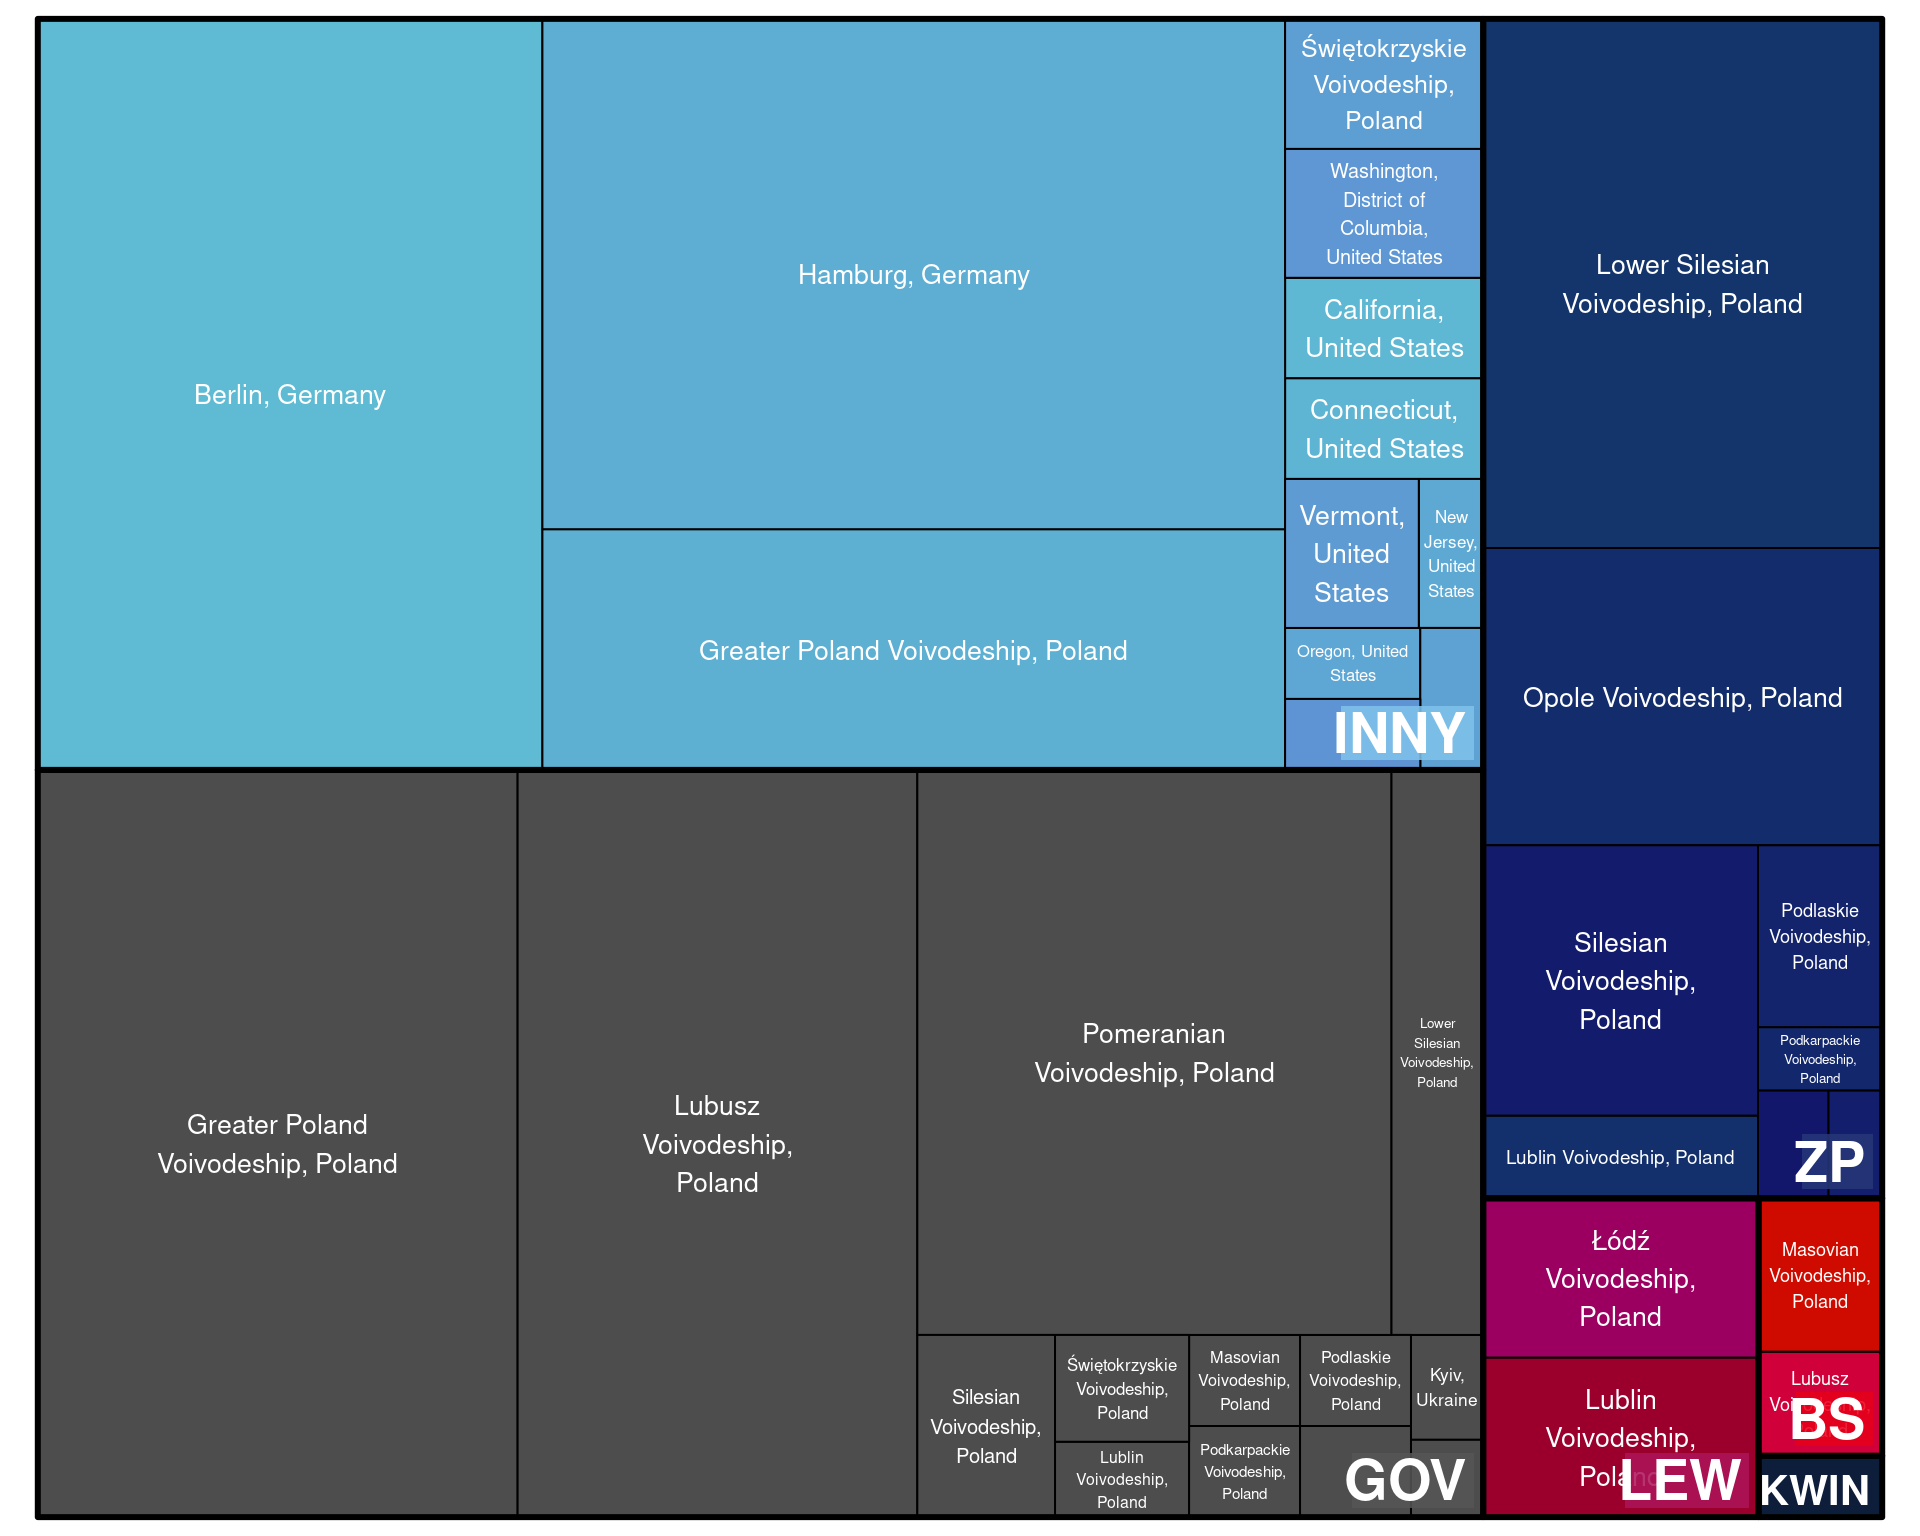 Berlin, Germany
Hamburg, Germany
Greater Poland Voivodeship, Poland
Świętokrzyskie
Voivodeship,
Poland
Washington,
District of
Columbia,
United States
California,
United States
Connecticut,
United States
Vermont,
United
States
New
Jersey,
United
States
Oregon, United
States
INNY
Greater Poland
Voivodeship, Poland
Lubusz
Voivodeship,
Poland
Pomeranian
Voivodeship, Poland
Lower
Silesian
Voivodeship,
Poland
Silesian
Voivodeship,
Poland
Świętokrzyskie
Voivodeship,
Poland
Lublin
Voivodeship,
Poland
Masovian
Voivodeship,
Poland
Podkarpackie
Voivodeship,
Poland
Podlaskie
Voivodeship,
Poland
Kyiv,
Ukraine
GOV
Lower Silesian
Voivodeship, Poland
Opole Voivodeship, Poland
Silesian
Voivodeship,
Poland
Podlaskie
Voivodeship,
Poland
Podkarpackie
Voivodeship,
Poland
Lublin Voivodeship, Poland
ZP
Łódź
Voivodeship,
Poland
Lublin
Voivodeship,
Poland
LEW
Masovian
Voivodeship,
Poland
Lubusz
BS
KWIN